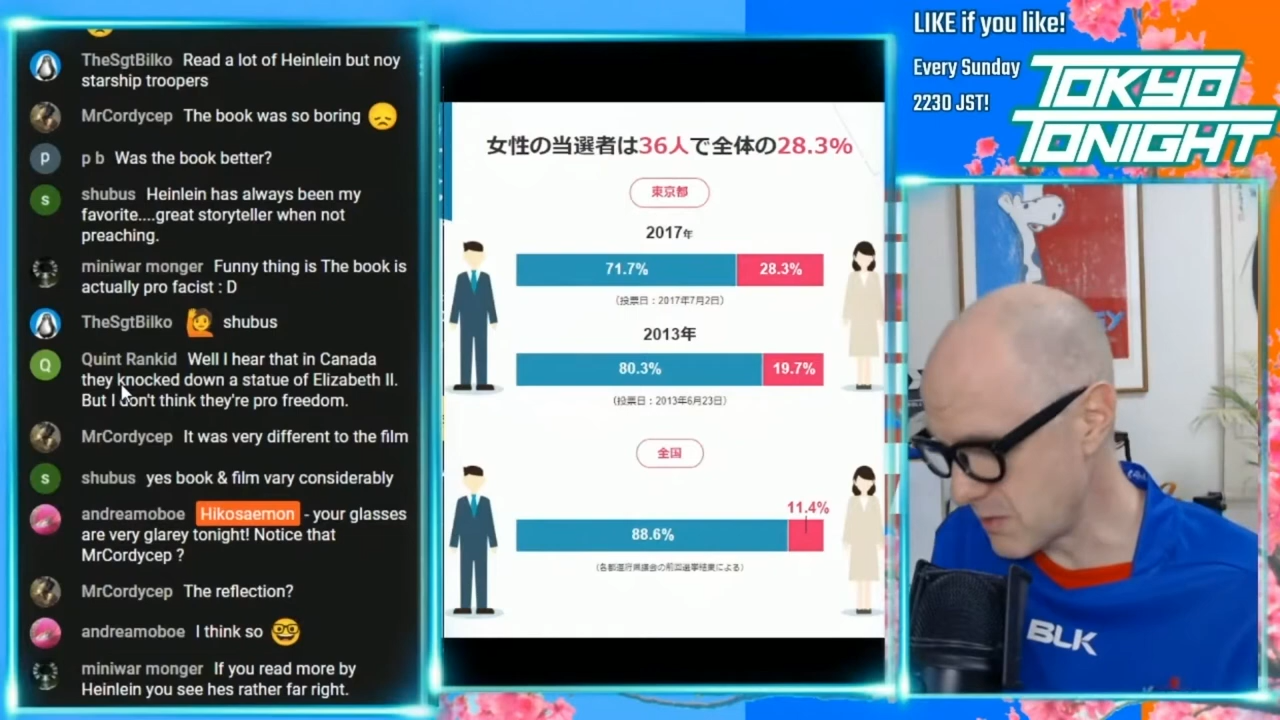 TheSgtBilko Read a lot of Heinlein but noy
starship troopers
MrCordycep The book was so boring
p b Was the book better?
shubus Heinlein has always been my
favorite....great storyteller when not
preaching.
miniwar monger Funny thing is The book is
actually pro facist : D
TheSgtBilko shubus
Quint Rankid Well I hear that in Canada
they knocked down a statue of Elizabeth II.
But I don't think they're pro freedom.
MrCordycep It was very different to the film
shubus yes book & film vary considerably
andreamoboe Hikosaemon - your glasses
are very glarey tonight! Notice that
MrCordycep ?
MrCordycep The reflection?
andreamoboe I think so
miniwar monger If you read more by
Heinlein you see hes rather far right.
女性の当選者は36人で全体の28.3%
東京都
2017年
71.7% 28.3%
(投票日:2017年7月2日)
2013年
80.3% 19.7%
(投票日:2013年6月23日)
全国
11.4%
88.6%
(各都道府県議会の前回選挙結果による)
LIKE if you like!
Every Sunday
2230 JST!
TOKYO
TONIGHT
BLK